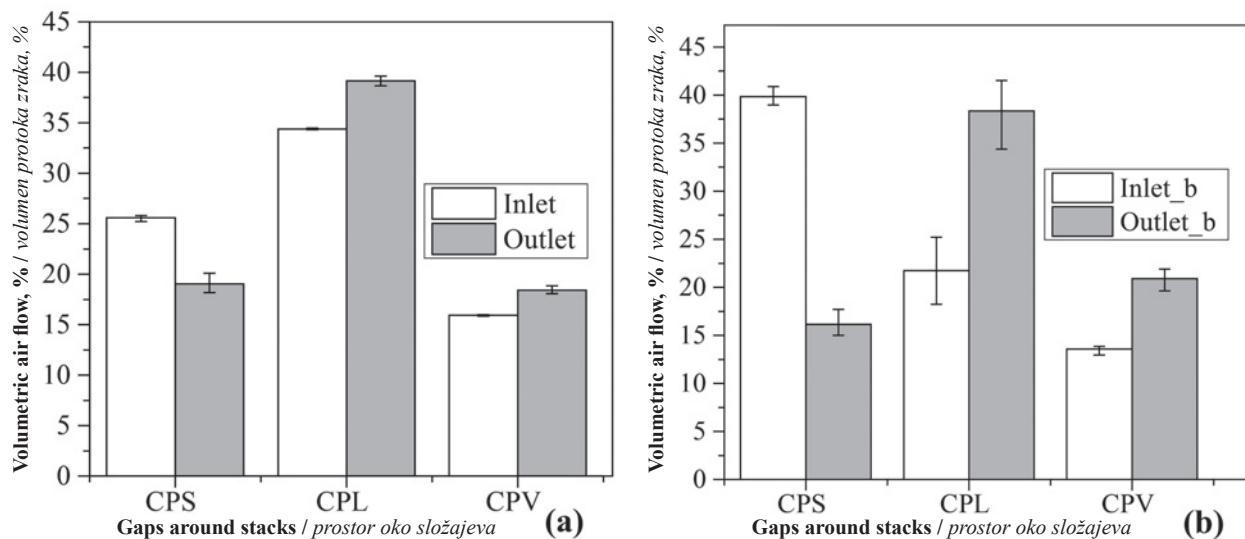 Volumetric air flow, % / volumen protoka zraka, %
45
40
35
30
25
20
15
10
5
0
Inlet
Outlet
CPS CPL CPV
Gaps around stacks / prostor oko složajeva
(a)
Volumetric air flow, % / volumen protoka zraka, %
45
40
35
30
25
20
15
10
5
0
Inlet_b
Outlet_b
CPS CPL CPV
Gaps around stacks / prostor oko složajeva
(b)